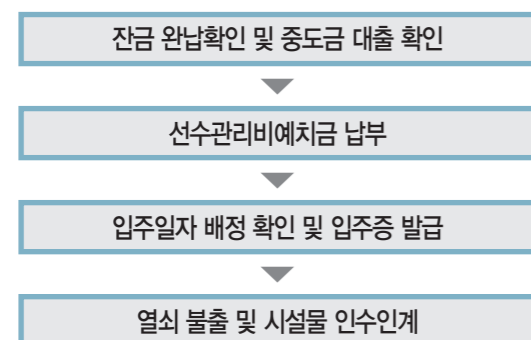 잔금 완납확인 및 중도금 대출 확인
선수관리비예치금 납부
입주일자 배정 확인 및 입주증 발급
열쇠 불출 및 시설물 인수인계